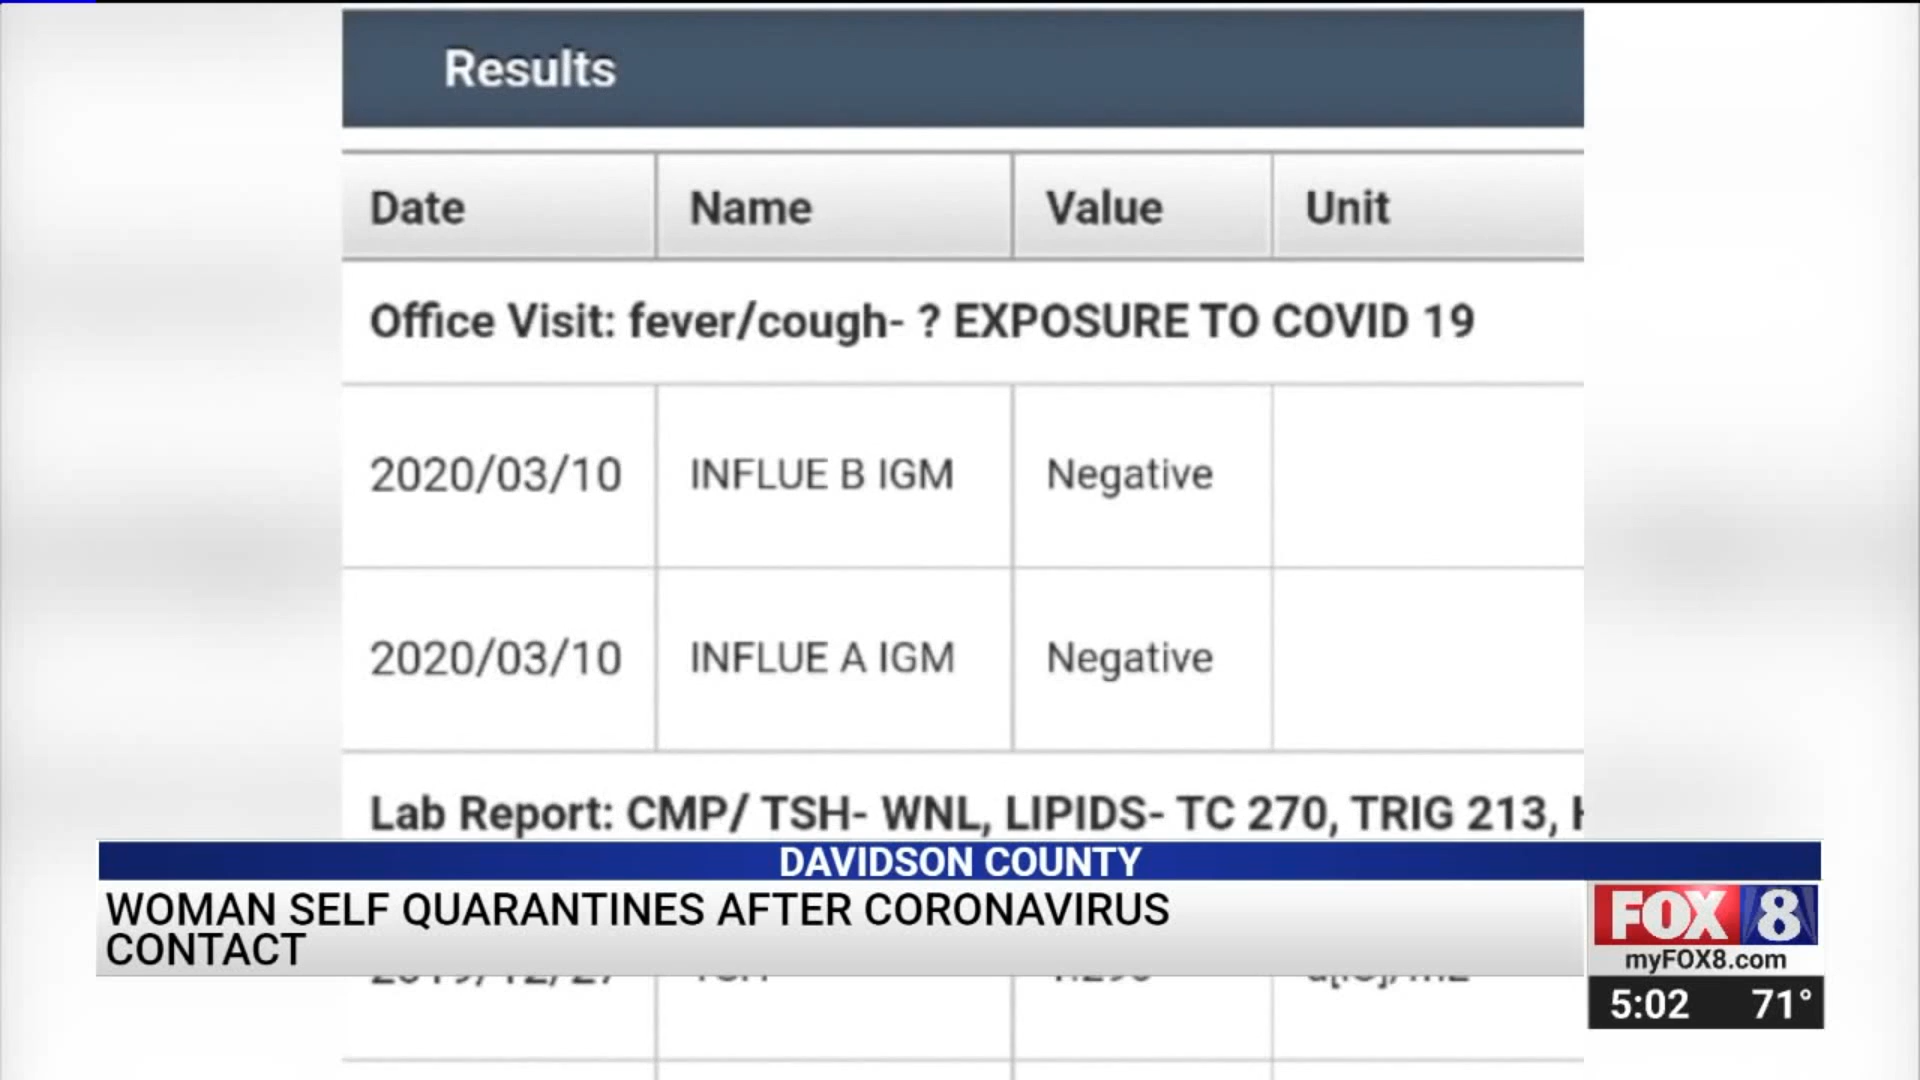 Results
Date Name Value Unit
Office Visit: fever/cough- ? EXPOSURE TO COVID 19
2020/03/10 INFLUE B IGM Negative
2020/03/10 INFLUE A IGM Negative
Lab Report: CMP/ TSH- WNL, LIPIDS- TC 270, TRIG 213,
DAVIDSON COUNTY
WOMAN SELF QUARANTINES AFTER CORONAVIRUS
CONTACT
FOX 8
myFOX8.com
5:02 71°